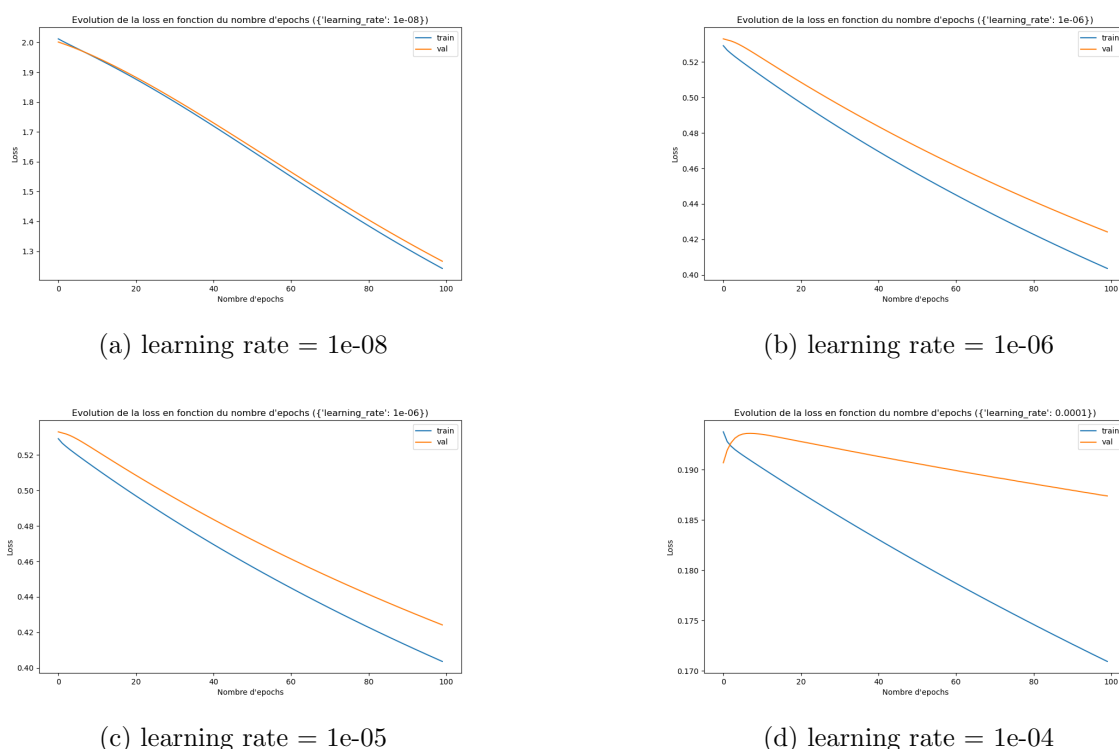 Evolution de la loss en fonction du nombre d'epochs ({'learning_rate': 1e-08})
train
val
2.0
1.9
1.8
1.7
1.6
1.5
1.4
1.3
Loss
0 20 40 60 80 100
Nombre d'epochs
(a) learning rate = 1e-08
Evolution de la loss en fonction du nombre d'epochs ({'learning_rate': 1e-06})
train
val
0.52
0.50
0.48
0.46
0.44
0.42
0.40
Loss
0 20 40 60 80 100
Nombre d'epochs
(b) learning rate = 1e-06
Evolution de la loss en fonction du nombre d'epochs ({'learning_rate': 1e-06})
train
val
0.52
0.50
0.48
0.46
0.44
0.42
0.40
Loss
0 20 40 60 80 100
Nombre d'epochs
(c) learning rate = 1e-05
Evolution de la loss en fonction du nombre d'epochs ({'learning_rate': 0.0001})
train
val
0.190
0.185
0.180
0.175
0.170
Loss
0 20 40 60 80 100
Nombre d'epochs
(d) learning rate = 1e-04